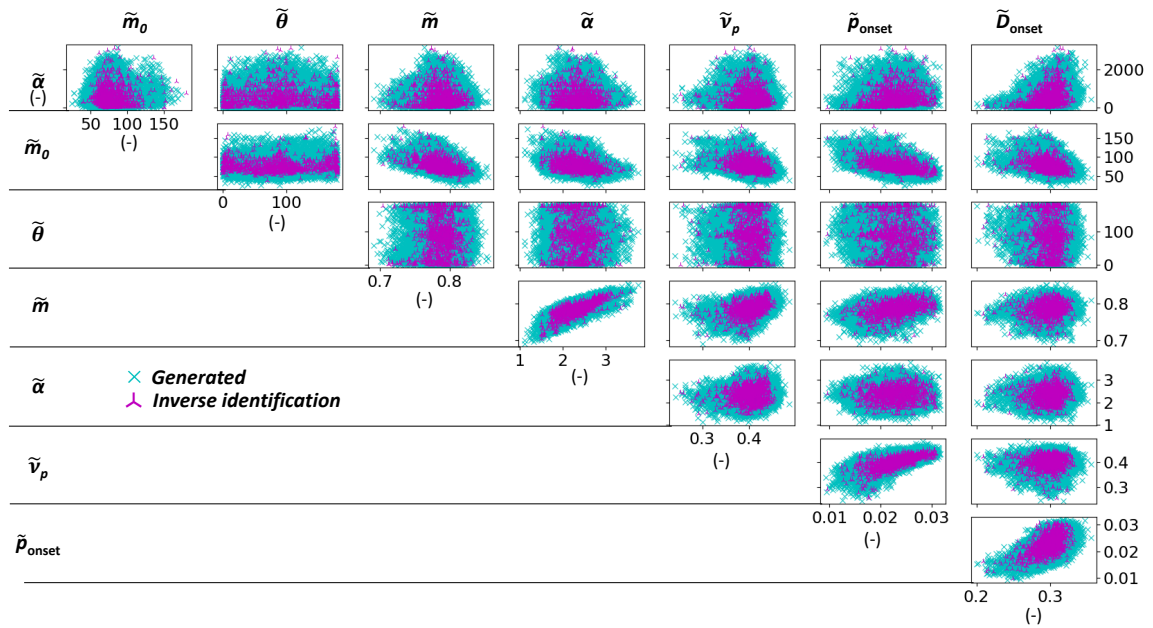 m̃₀ θ̃ m̃ α̃ ṽₚ p̃onset D̃onset
α̃ 2000
(-) 0
50 100 150
(-)
m̃₀ 150
100
50
0 100
(-)
θ̃ 100
0
0.7 0.8
(-)
m̃ 0.8
0.7
1 2 3
(-)
α̃ 3
2
1
Generated
Inverse identification
0.3 0.4
(-)
ṽₚ 0.4
0.3
0.01 0.02 0.03
(-)
p̃onset 0.03
0.02
0.01
0.2 0.3
(-)